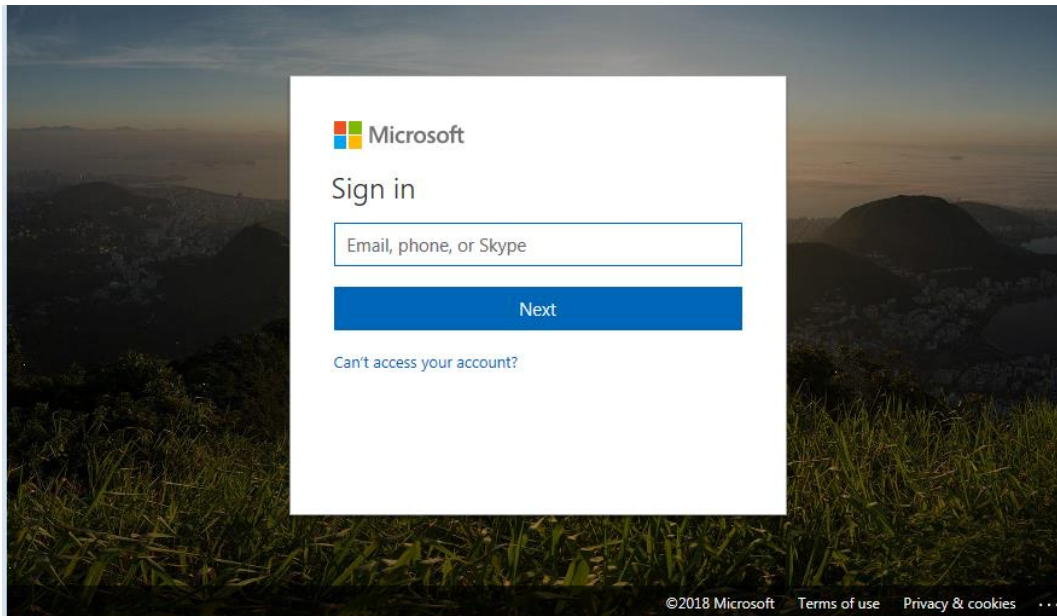 Microsoft
Sign in
Email, phone, or Skype
Next
Can't access your account?
©2018 Microsoft Terms of use Privacy & cookies ...